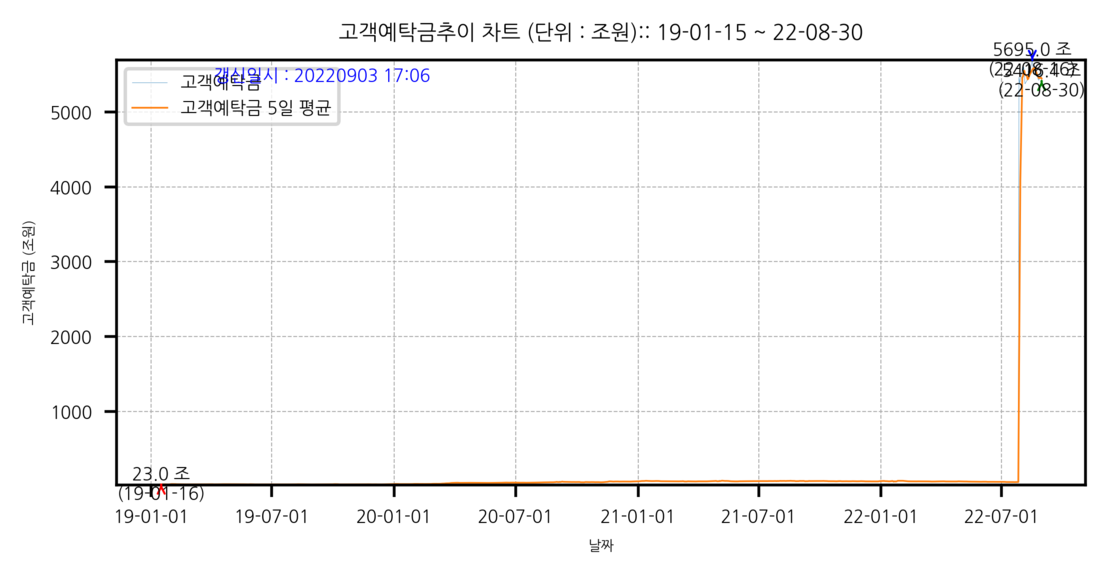 고객예탁금추이 차트 (단위 : 조원):: 19-01-15 ~ 22-08-30
5695.0 조
(22-08-16)
(22-08-30)
갱신일시 : 20220903 17:06
고객예탁금
고객예탁금 5일 평균
고객예탁금 (조원)
5000
4000
3000
2000
1000
23.0 조
(19-01-16)
19-01-01
19-07-01
20-01-01
20-07-01
21-01-01
21-07-01
22-01-01
22-07-01
날짜